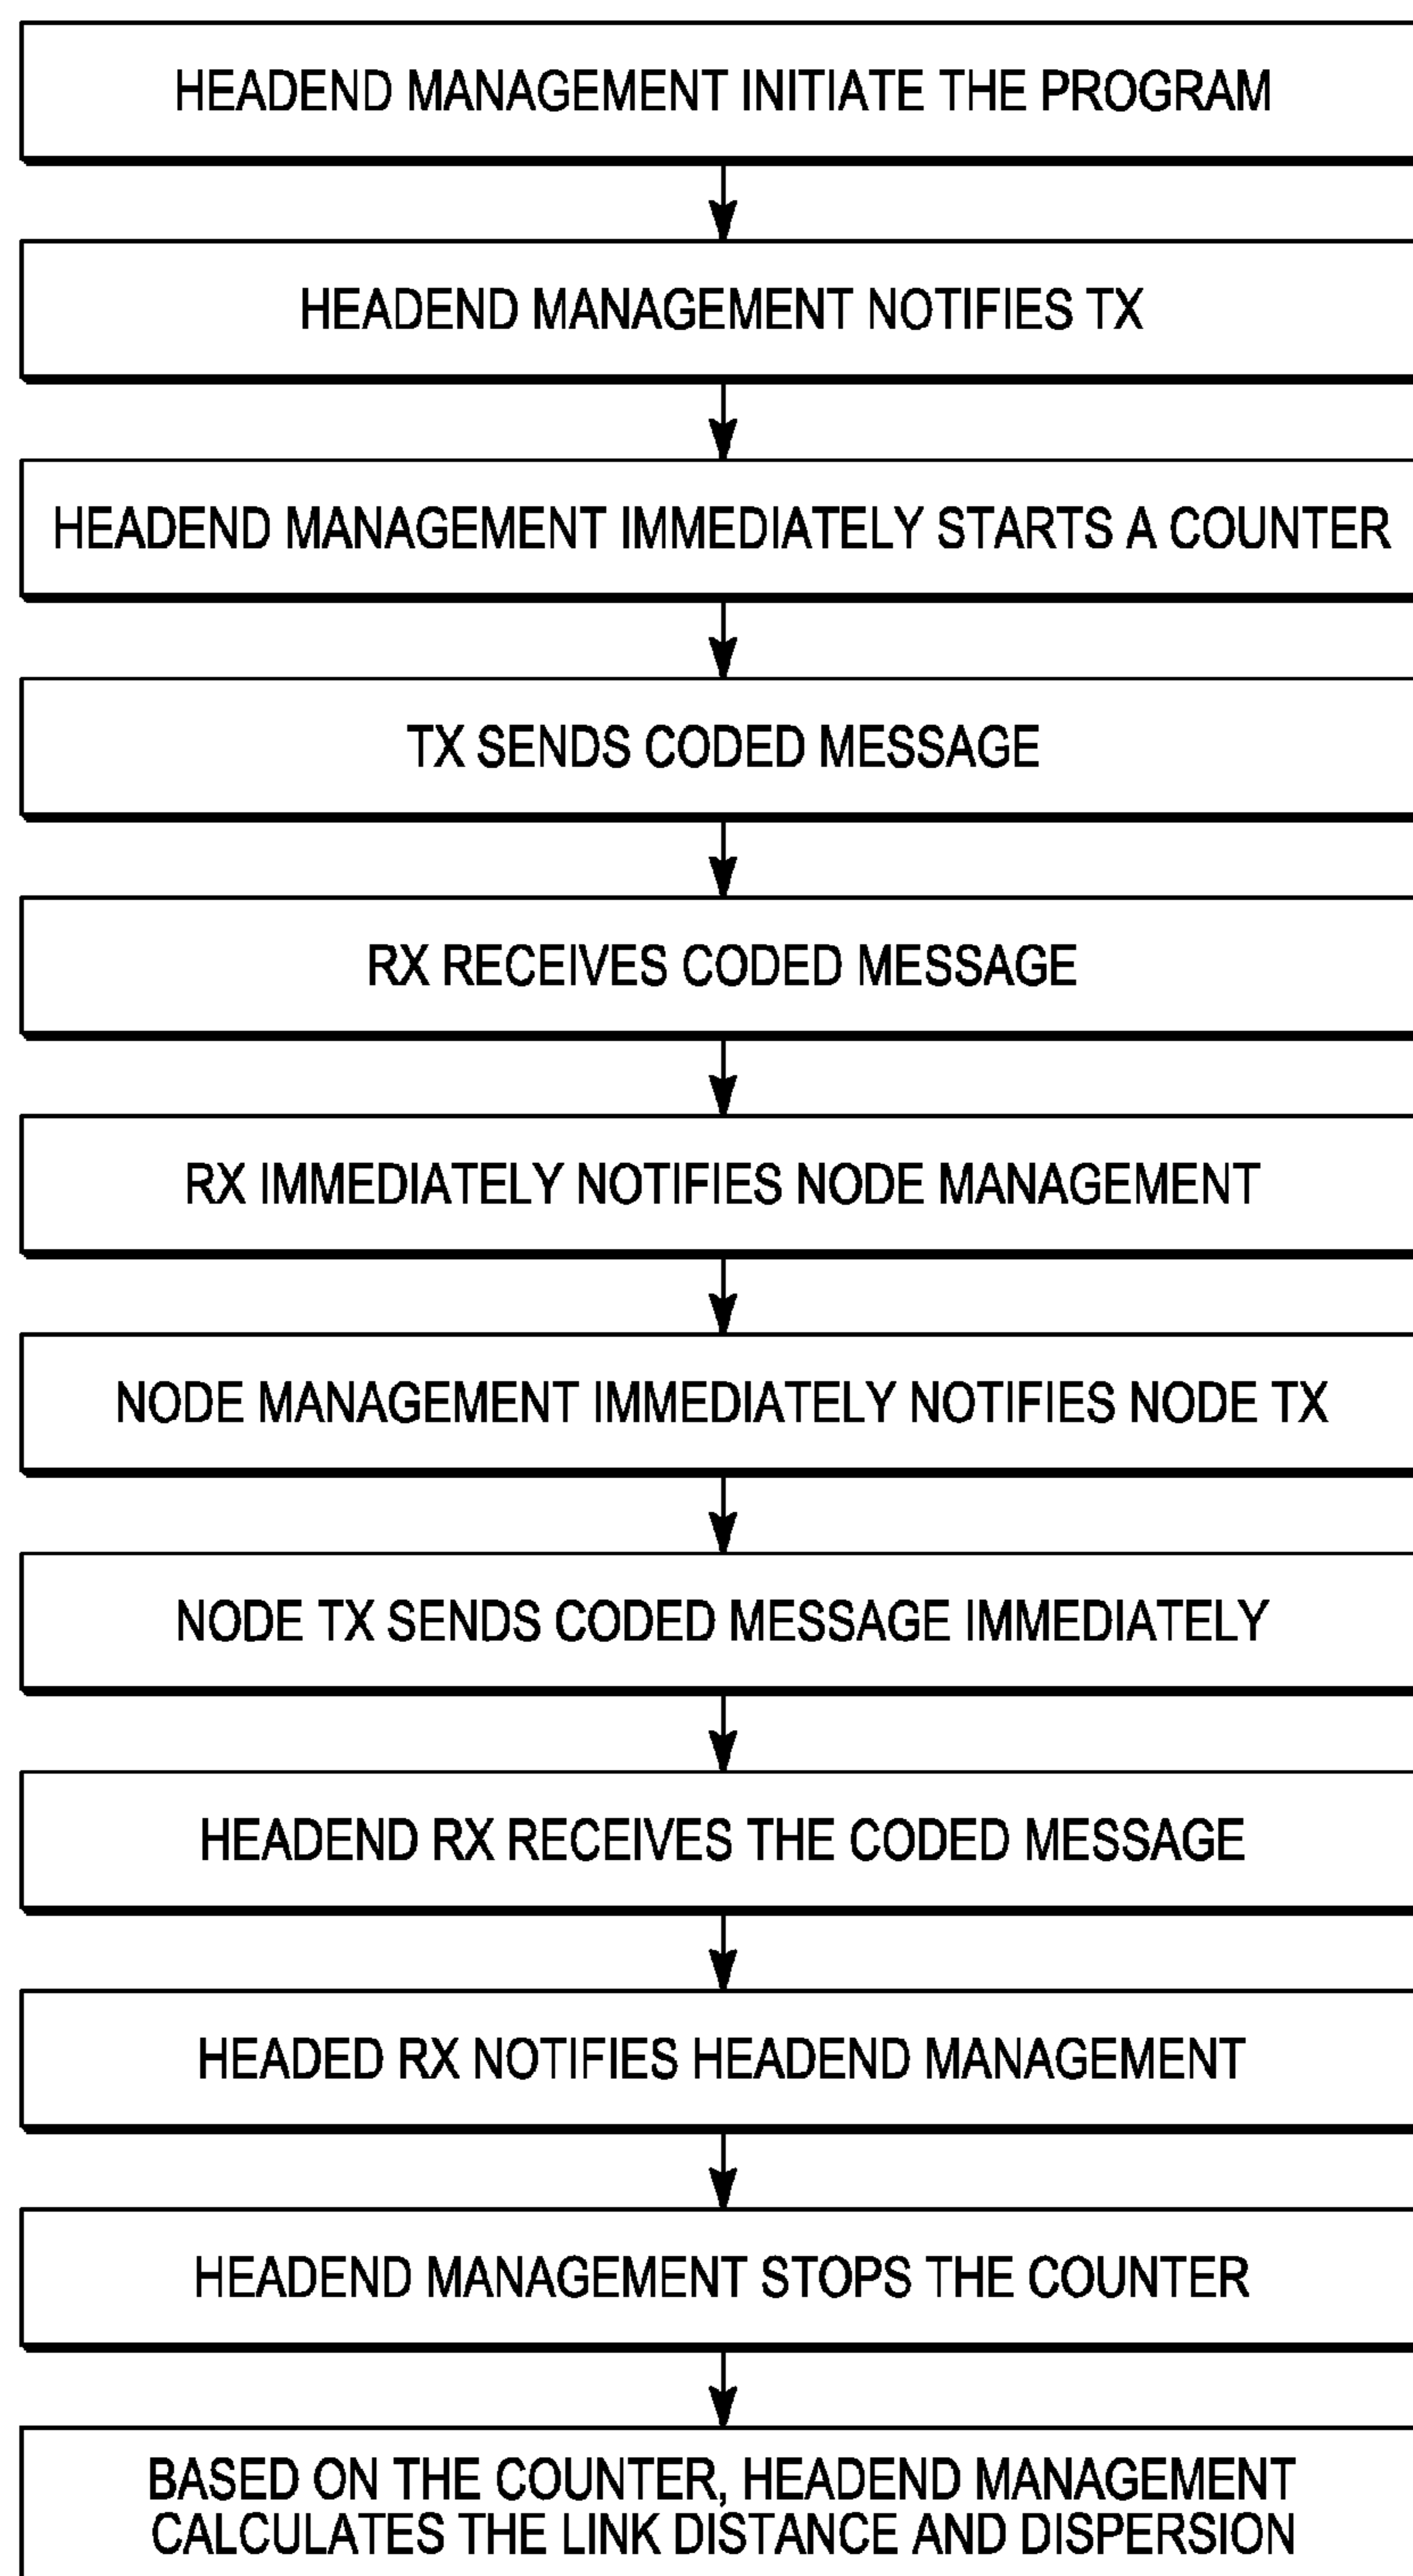 HEADEND MANAGEMENT INITIATE THE PROGRAM
HEADEND MANAGEMENT NOTIFIES TX
HEADEND MANAGEMENT IMMEDIATELY STARTS A COUNTER
TX SENDS CODED MESSAGE
RX RECEIVES CODED MESSAGE
RX IMMEDIATELY NOTIFIES NODE MANAGEMENT
NODE MANAGEMENT IMMEDIATELY NOTIFIES NODE TX
NODE TX SENDS CODED MESSAGE IMMEDIATELY
HEADEND RX RECEIVES THE CODED MESSAGE
HEADED RX NOTIFIES HEADEND MANAGEMENT
HEADEND MANAGEMENT STOPS THE COUNTER
BASED ON THE COUNTER, HEADEND MANAGEMENT
CALCULATES THE LINK DISTANCE AND DISPERSION